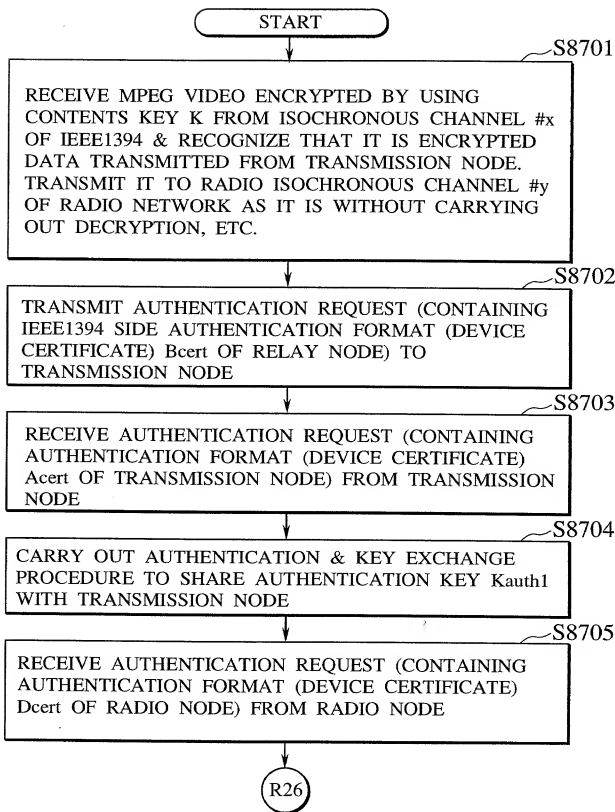 START
S8701
RECEIVE MPEG VIDEO ENCRYPTED BY USING
CONTENTS KEY K FROM ISOCHRONOUS CHANNEL #x
OF IEEE1394 & RECOGNIZE THAT IT IS ENCRYPTED
DATA TRANSMITTED FROM TRANSMISSION NODE.
TRANSMIT IT TO RADIO ISOCHRONOUS CHANNEL #y
OF RADIO NETWORK AS IT IS WITHOUT CARRYING
OUT DECRYPTION, ETC.
S8702
TRANSMIT AUTHENTICATION REQUEST (CONTAINING
IEEE1394 SIDE AUTHENTICATION FORMAT (DEVICE
CERTIFICATE) Bcert OF RELAY NODE) TO
TRANSMISSION NODE
S8703
RECEIVE AUTHENTICATION REQUEST (CONTAINING
AUTHENTICATION FORMAT (DEVICE CERTIFICATE)
Acert OF TRANSMISSION NODE) FROM TRANSMISSION
NODE
S8704
CARRY OUT AUTHENTICATION & KEY EXCHANGE
PROCEDURE TO SHARE AUTHENTICATION KEY Kauth1
WITH TRANSMISSION NODE
S8705
RECEIVE AUTHENTICATION REQUEST (CONTAINING
AUTHENTICATION FORMAT (DEVICE CERTIFICATE)
Dcert OF RADIO NODE) FROM RADIO NODE
R26